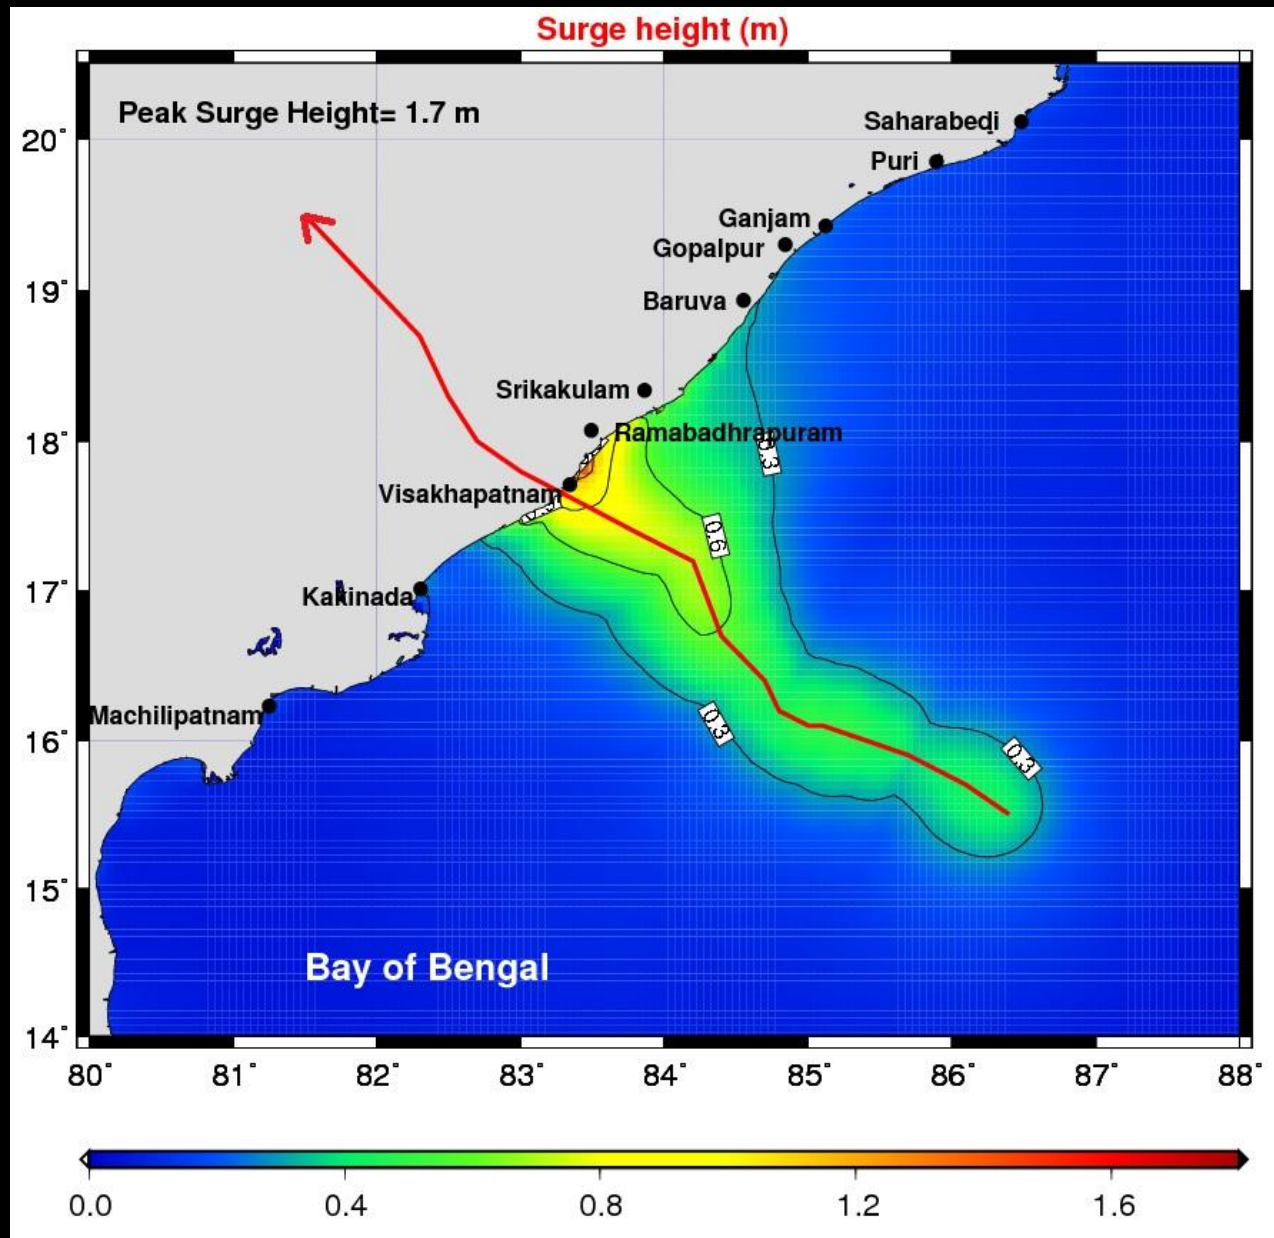 Surge height (m)
Peak Surge Height= 1.7 m
Saharabedi
Puri
Ganjam
Gopalpur
Baruva
Srikakulam
Ramabadhrapuram
Visakhapatnam
Kakinada
Machilipatnam
Bay of Bengal
0.3
0.6
0.3
0.3
20°
19°
18°
17°
16°
15°
14°
80° 81° 82° 83° 84° 85° 86° 87° 88°
0.0 0.4 0.8 1.2 1.6